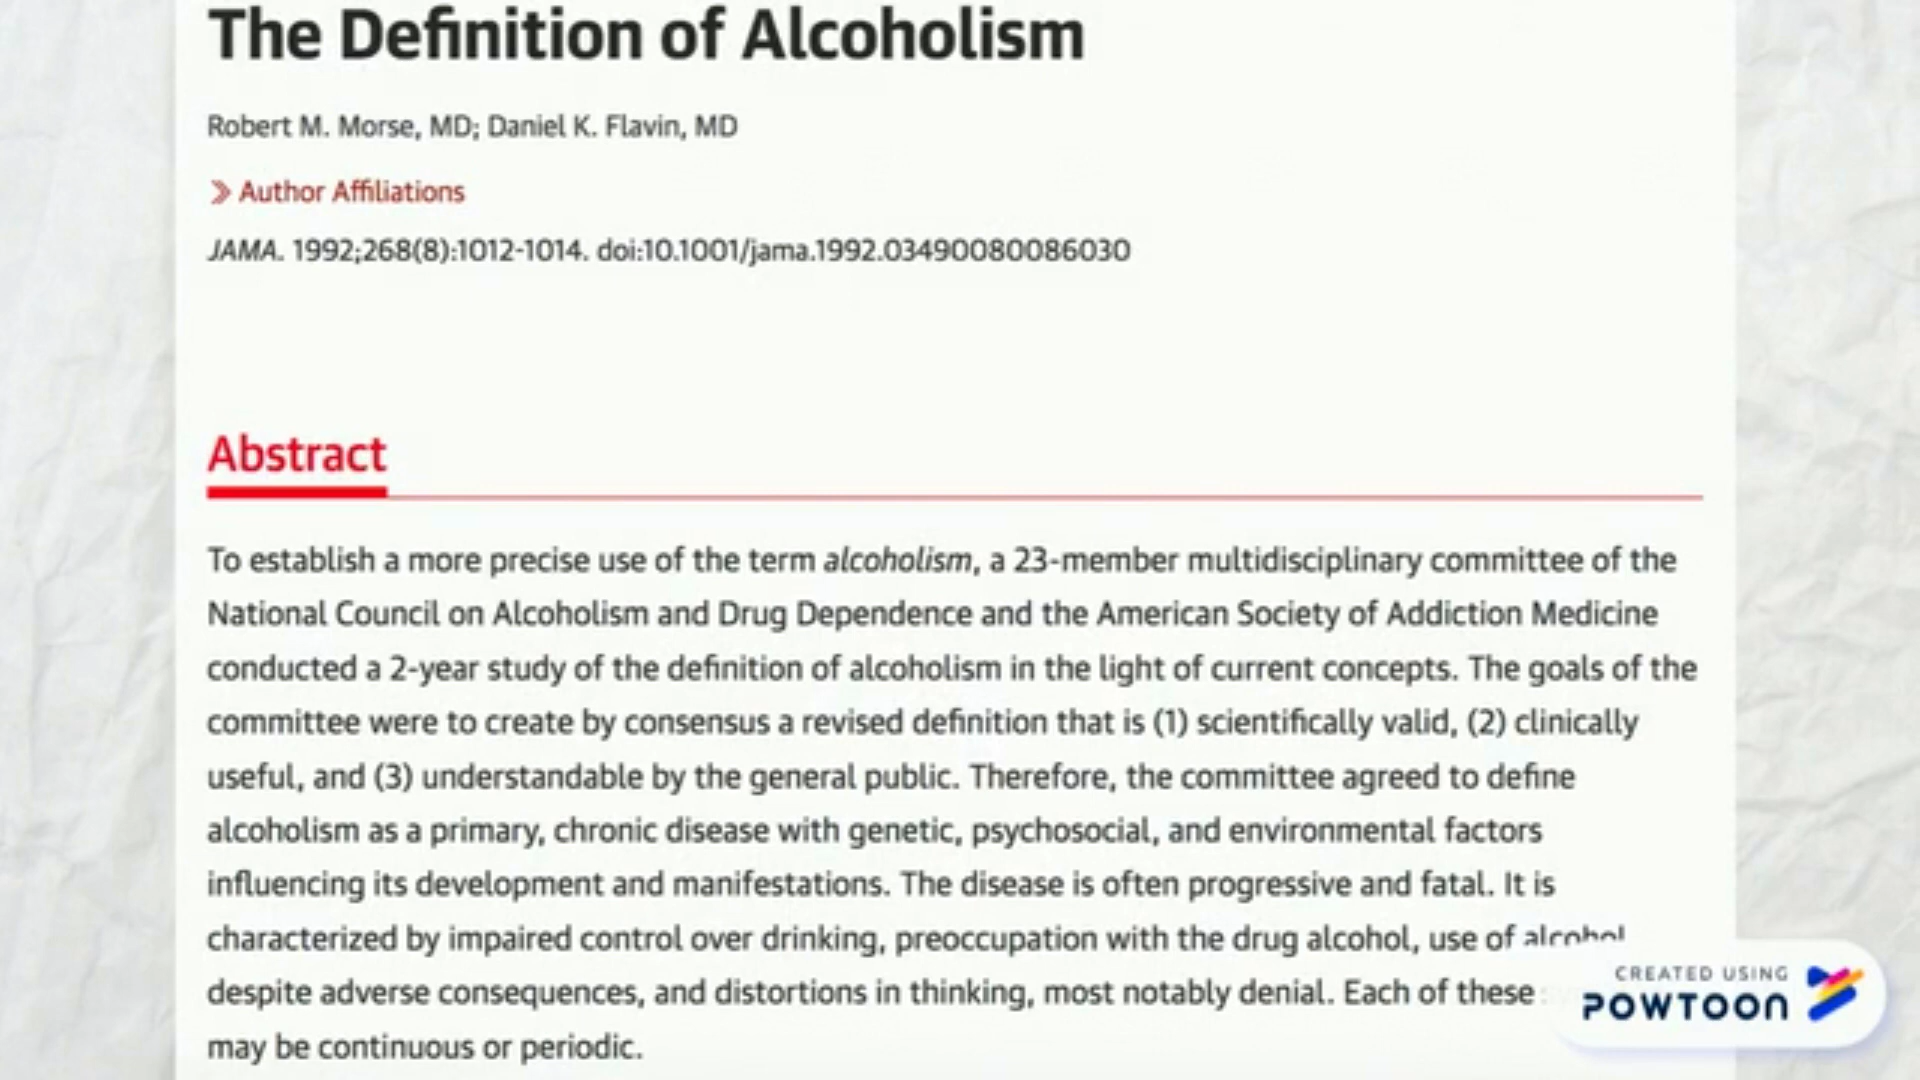 The Definition of Alcoholism
Robert M. Morse, MD; Daniel K. Flavin, MD
Author Affiliations
JAMA. 1992;268(8):1012-1014. doi:10.1001/jama.1992.03490080086030
Abstract
To establish a more precise use of the term alcoholism, a 23-member multidisciplinary committee of the
National Council on Alcoholism and Drug Dependence and the American Society of Addiction Medicine
conducted a 2-year study of the definition of alcoholism in the light of current concepts. The goals of the
committee were to create by consensus a revised definition that is (1) scientifically valid, (2) clinically
useful, and (3) understandable by the general public. Therefore, the committee agreed to define
alcoholism as a primary, chronic disease with genetic, psychosocial, and environmental factors
influencing its development and manifestations. The disease is often progressive and fatal. It is
characterized by impaired control over drinking, preoccupation with the drug alcohol, use of alcohol
despite adverse consequences, and distortions in thinking, most notably denial. Each of these
may be continuous or periodic.
CREATED USING
POWTOON